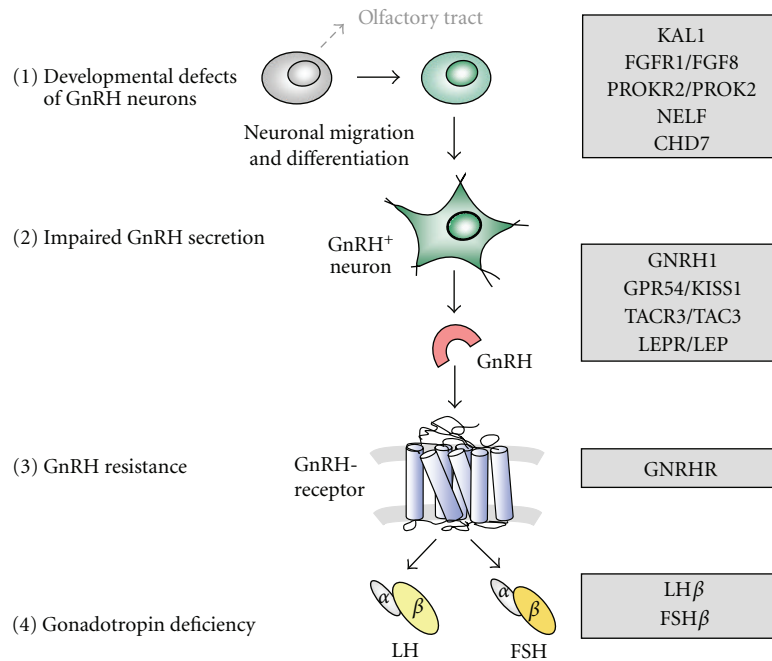 Olfactory tract
(1) Developmental defects
of GnRH neurons
Neuronal migration
and differentiation
KAL1
FGFR1/FGF8
PROKR2/PROK2
NELF
CHD7
(2) Impaired GnRH secretion
GnRH+
neuron
GnRH
GNRH1
GPR54/KISS1
TACR3/TAC3
LEPR/LEP
(3) GnRH resistance
GnRH-
receptor
GNRHR
(4) Gonadotropin deficiency
α β
LH
α β
FSH
LHβ
FSHβ